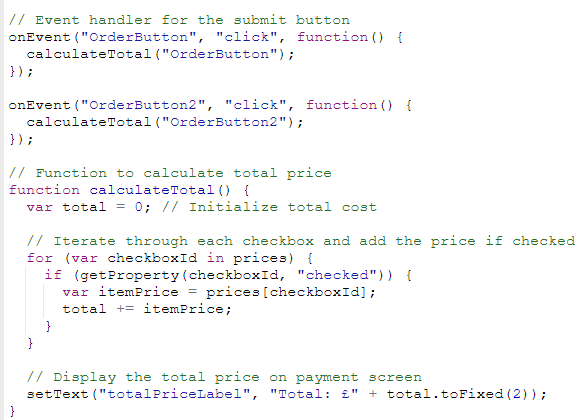 // Event handler for the submit button
onEvent("OrderButton", "click", function() {
  calculateTotal("OrderButton");
});

onEvent("OrderButton2", "click", function() {
  calculateTotal("OrderButton2");
});

// Function to calculate total price
function calculateTotal() {
  var total = 0; // Initialize total cost

  // Iterate through each checkbox and add the price if checked
  for (var checkboxId in prices) {
    if (getProperty(checkboxId, "checked")) {
      var itemPrice = prices[checkboxId];
      total += itemPrice;
    }
  }

  // Display the total price on payment screen
  setText("totalPriceLabel", "Total: £" + total.toFixed(2));
}